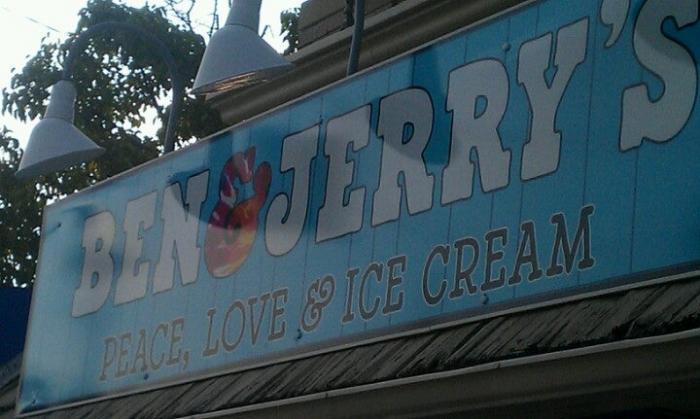 BEN & JERRY'S
PEACE, LOVE & ICE CREAM